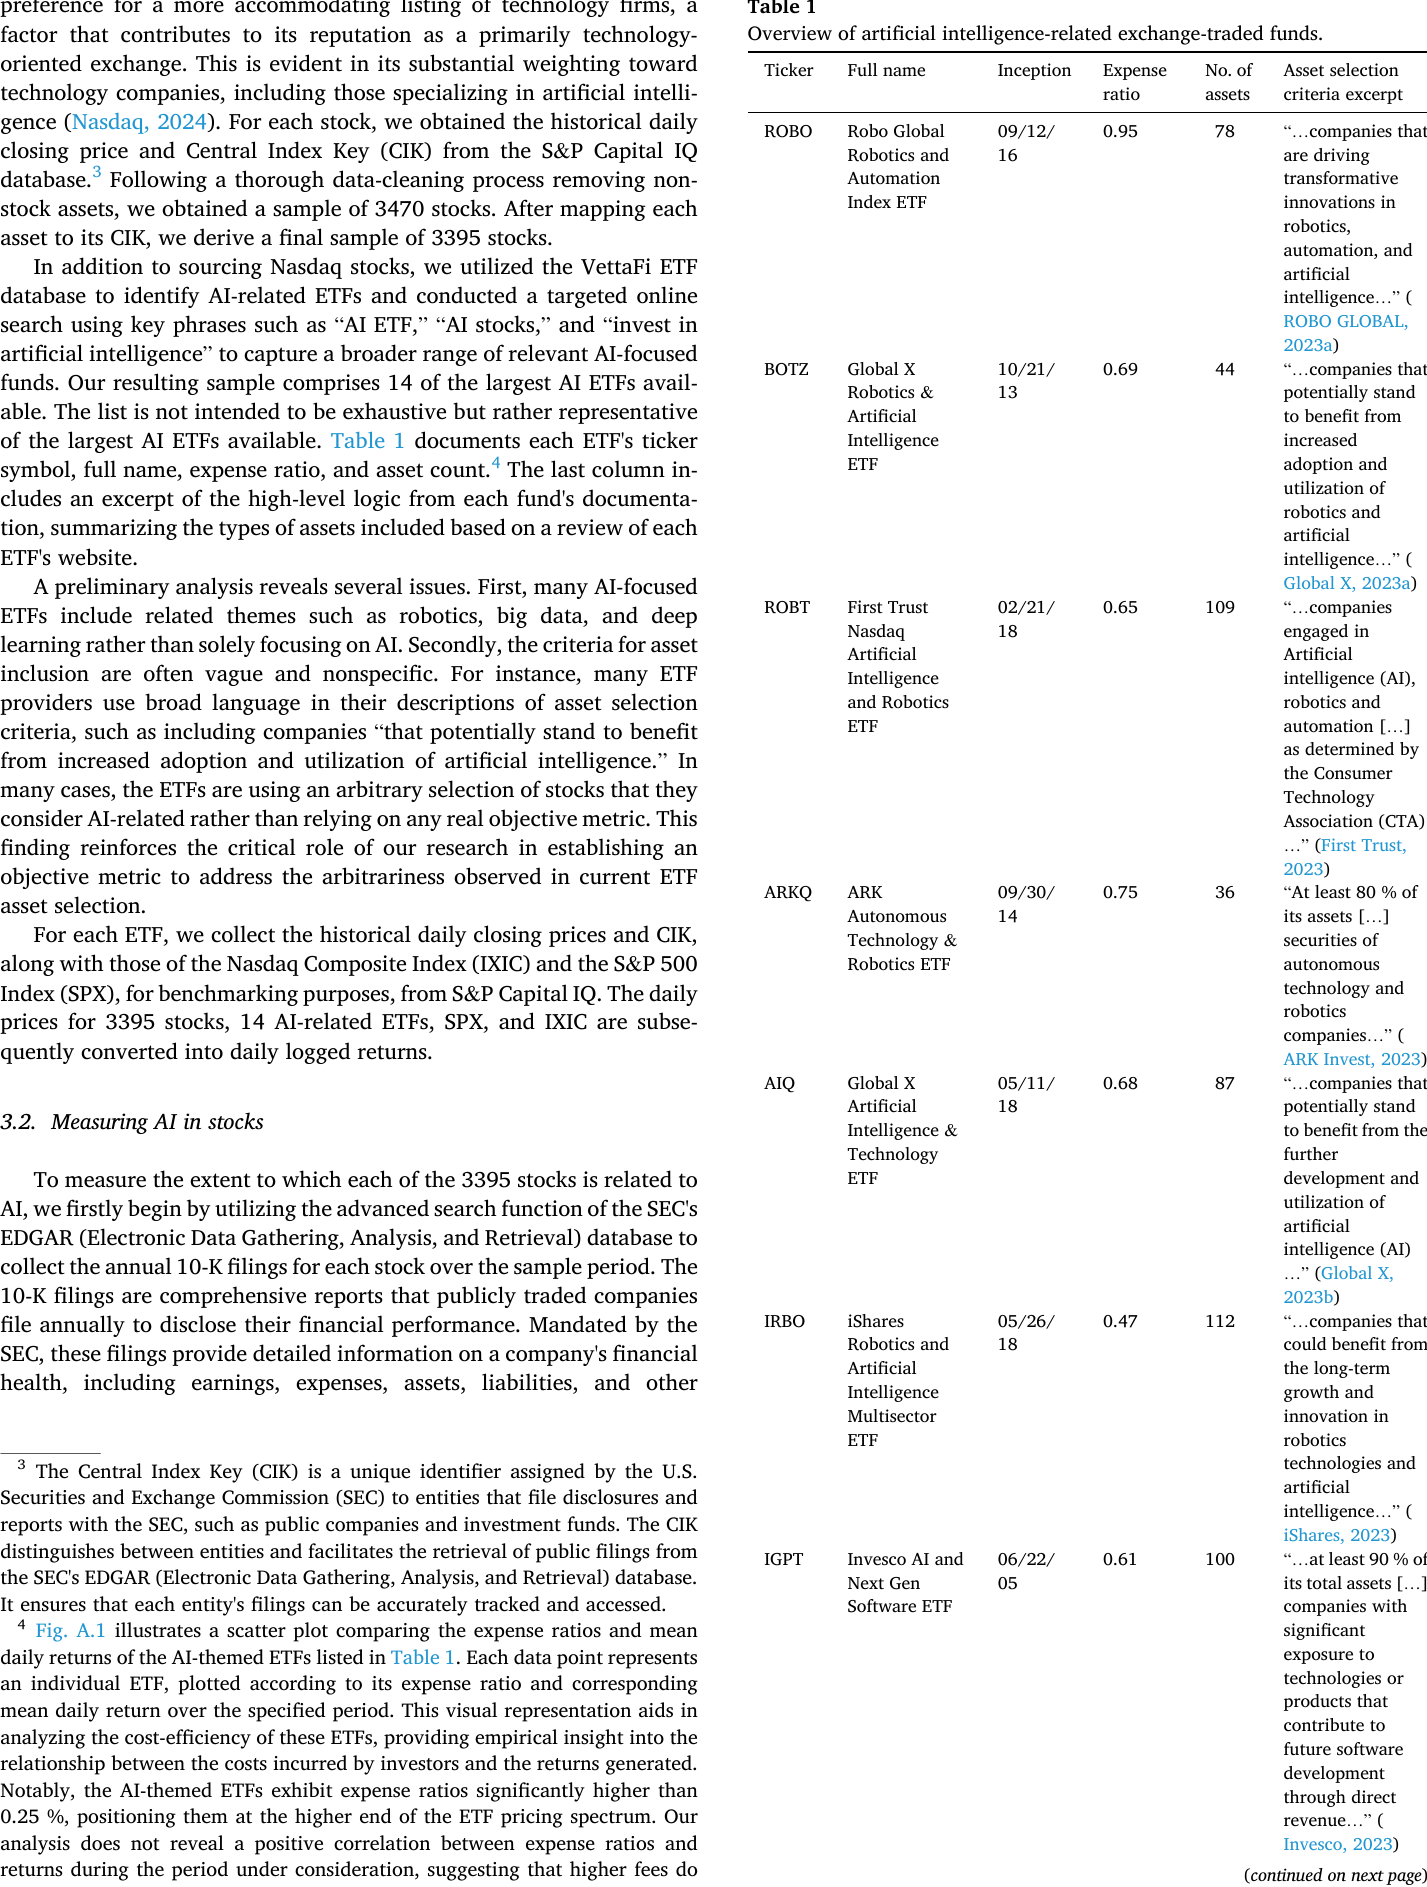 preference for a more accommodating listing of technology firms, a
factor that contributes to its reputation as a primarily technology-
oriented exchange. This is evident in its substantial weighting toward
technology companies, including those specializing in artificial intelli-
gence (Nasdaq, 2024). For each stock, we obtained the historical daily
closing price and Central Index Key (CIK) from the S&P Capital IQ
database.3 Following a thorough data-cleaning process removing non-
stock assets, we obtained a sample of 3470 stocks. After mapping each
asset to its CIK, we derive a final sample of 3395 stocks.
In addition to sourcing Nasdaq stocks, we utilized the VettaFi ETF
database to identify AI-related ETFs and conducted a targeted online
search using key phrases such as “AI ETF,” “AI stocks,” and “invest in
artificial intelligence” to capture a broader range of relevant AI-focused
funds. Our resulting sample comprises 14 of the largest AI ETFs avail-
able. The list is not intended to be exhaustive but rather representative
of the largest AI ETFs available. Table 1 documents each ETF's ticker
symbol, full name, expense ratio, and asset count.4 The last column in-
cludes an excerpt of the high-level logic from each fund's documenta-
tion, summarizing the types of assets included based on a review of each
ETF's website.
A preliminary analysis reveals several issues. First, many AI-focused
ETFs include related themes such as robotics, big data, and deep
learning rather than solely focusing on AI. Secondly, the criteria for asset
inclusion are often vague and nonspecific. For instance, many ETF
providers use broad language in their descriptions of asset selection
criteria, such as including companies “that potentially stand to benefit
from increased adoption and utilization of artificial intelligence.” In
many cases, the ETFs are using an arbitrary selection of stocks that they
consider AI-related rather than relying on any real objective metric. This
finding reinforces the critical role of our research in establishing an
objective metric to address the arbitrariness observed in current ETF
asset selection.
For each ETF, we collect the historical daily closing prices and CIK,
along with those of the Nasdaq Composite Index (IXIC) and the S&P 500
Index (SPX), for benchmarking purposes, from S&P Capital IQ. The daily
prices for 3395 stocks, 14 AI-related ETFs, SPX, and IXIC are subse-
quently converted into daily logged returns.
3.2. Measuring AI in stocks
To measure the extent to which each of the 3395 stocks is related to
AI, we firstly begin by utilizing the advanced search function of the SEC's
EDGAR (Electronic Data Gathering, Analysis, and Retrieval) database to
collect the annual 10-K filings for each stock over the sample period. The
10-K filings are comprehensive reports that publicly traded companies
file annually to disclose their financial performance. Mandated by the
SEC, these filings provide detailed information on a company's financial
health, including earnings, expenses, assets, liabilities, and other
3 The Central Index Key (CIK) is a unique identifier assigned by the U.S.
Securities and Exchange Commission (SEC) to entities that file disclosures and
reports with the SEC, such as public companies and investment funds. The CIK
distinguishes between entities and facilitates the retrieval of public filings from
the SEC's EDGAR (Electronic Data Gathering, Analysis, and Retrieval) database.
It ensures that each entity's filings can be accurately tracked and accessed.
4 Fig. A.1 illustrates a scatter plot comparing the expense ratios and mean
daily returns of the AI-themed ETFs listed in Table 1. Each data point represents
an individual ETF, plotted according to its expense ratio and corresponding
mean daily return over the specified period. This visual representation aids in
analyzing the cost-efficiency of these ETFs, providing empirical insight into the
relationship between the costs incurred by investors and the returns generated.
Notably, the AI-themed ETFs exhibit expense ratios significantly higher than
0.25 %, positioning them at the higher end of the ETF pricing spectrum. Our
analysis does not reveal a positive correlation between expense ratios and
returns during the period under consideration, suggesting that higher fees do
Table 1
Overview of artificial intelligence-related exchange-traded funds.
Ticker Full name Inception Expense No. of Asset selection
ratio assets criteria excerpt
ROBO Robo Global 09/12/ 0.95 78 “…companies that
Robotics and 16 are driving
Automation transformative
Index ETF innovations in
robotics,
automation, and
artificial
intelligence…” (
ROBO GLOBAL,
2023a)
BOTZ Global X 10/21/ 0.69 44 “…companies that
Robotics & 13 potentially stand
Artificial to benefit from
Intelligence increased
ETF adoption and
utilization of
robotics and
artificial
intelligence…” (
Global X, 2023a)
ROBT First Trust 02/21/ 0.65 109 “…companies
Nasdaq 18 engaged in
Artificial Artificial
Intelligence intelligence (AI),
and Robotics robotics and
ETF automation […]
as determined by
the Consumer
Technology
Association (CTA)
…” (First Trust,
2023)
ARKQ ARK 09/30/ 0.75 36 “At least 80 % of
Autonomous 14 its assets […]
Technology & securities of
Robotics ETF autonomous
technology and
robotics
companies…” (
ARK Invest, 2023)
AIQ Global X 05/11/ 0.68 87 “…companies that
Artificial 18 potentially stand
Intelligence & to benefit from the
Technology further
ETF development and
utilization of
artificial
intelligence (AI)
…” (Global X,
2023b)
IRBO iShares 05/26/ 0.47 112 “…companies that
Robotics and 18 could benefit from
Artificial the long-term
Intelligence growth and
Multisector innovation in
ETF robotics
technologies and
artificial
intelligence…” (
iShares, 2023)
IGPT Invesco AI and 06/22/ 0.61 100 “…at least 90 % of
Next Gen 05 its total assets […]
Software ETF companies with
significant
exposure to
technologies or
products that
contribute to
future software
development
through direct
revenue…” (
Invesco, 2023)
(continued on next page)